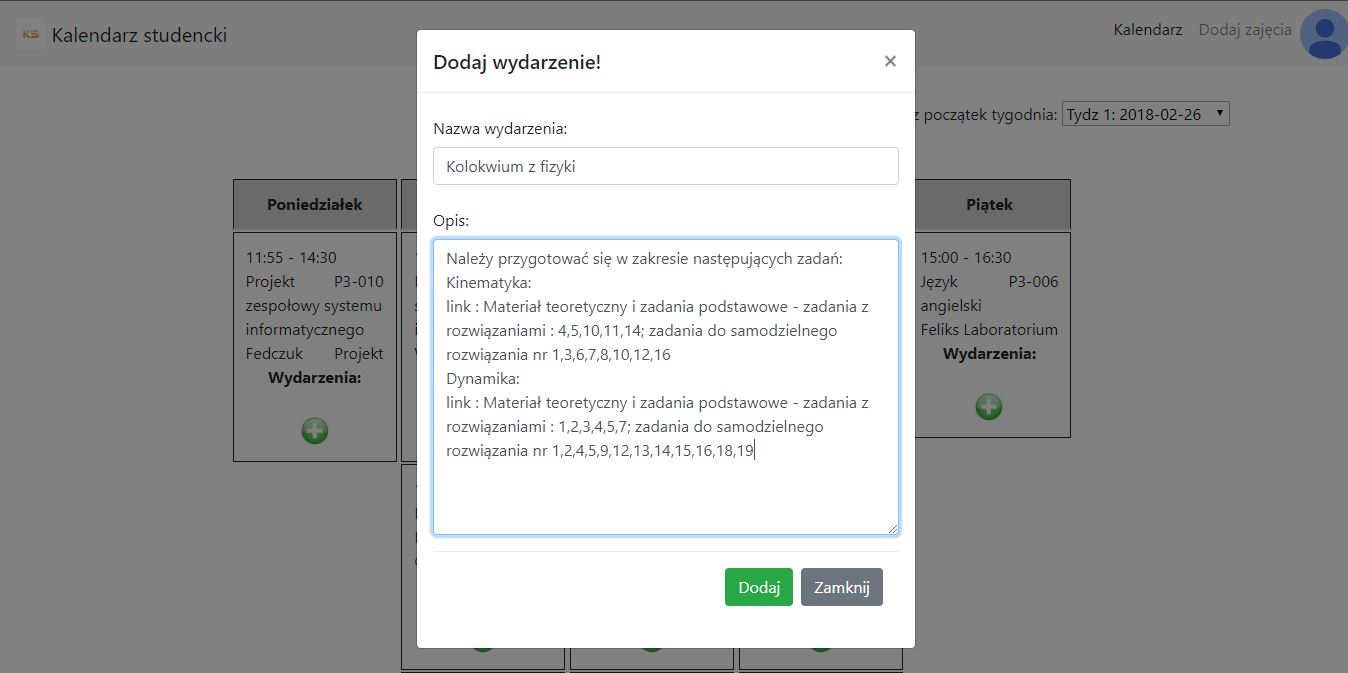 KS Kalendarz studencki
Kalendarz Dodaj zajęcia
Dodaj wydarzenie!
×
początek tygodnia: Tydz 1: 2018-02-26
Nazwa wydarzenia:
Kolokwium z fizyki
Opis:
Należy przygotować się w zakresie następujących zadań:
Kinematyka:
link : Materiał teoretyczny i zadania podstawowe - zadania z
rozwiązaniami : 4,5,10,11,14; zadania do samodzielnego
rozwiązania nr 1,3,6,7,8,10,12,16
Dynamika:
link : Materiał teoretyczny i zadania podstawowe - zadania z
rozwiązaniami : 1,2,3,4,5,7; zadania do samodzielnego
rozwiązania nr 1,2,4,5,9,12,13,14,15,16,18,19
Dodaj Zamknij
Poniedziałek
11:55 - 14:30
Projekt P3-010
zespołowy systemu
informatycznego
Fedczuk Projekt
Wydarzenia:
Piątek
15:00 - 16:30
Język P3-006
angielski
Feliks Laboratorium
Wydarzenia: